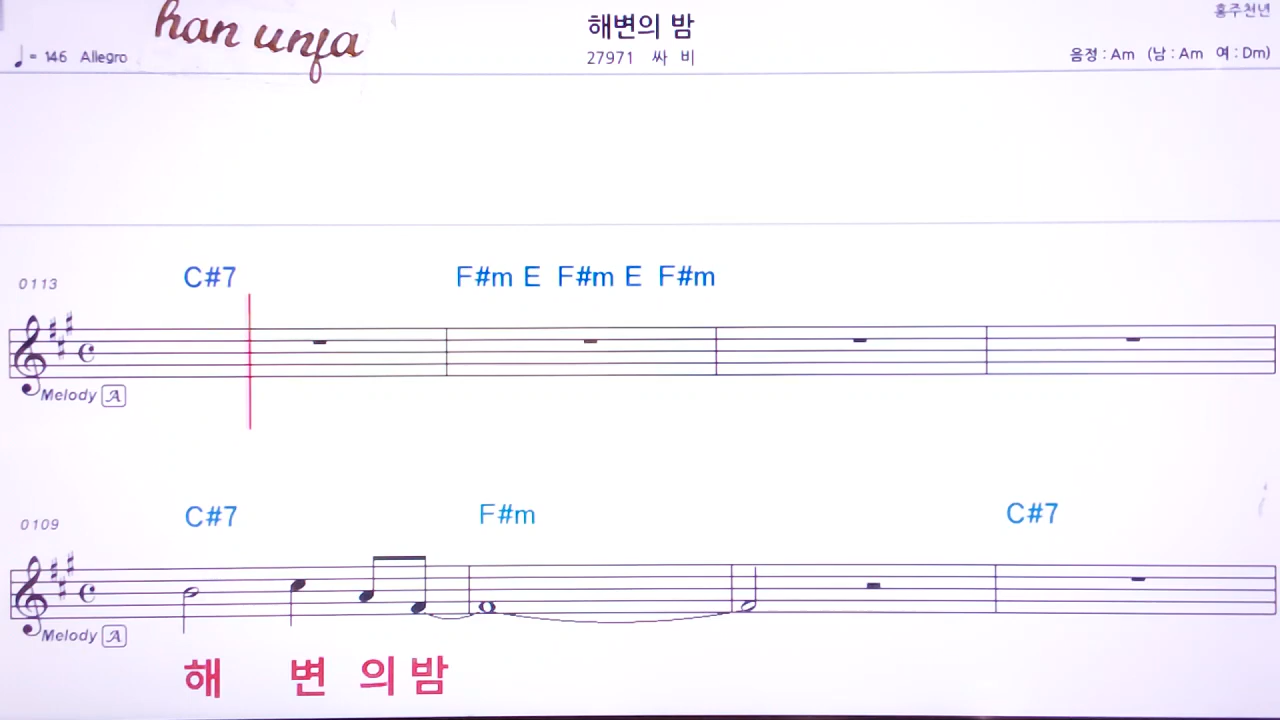 han unja
해변의 밤
홍주천년
♩= 146 Allegro
27971 싸 비
음정 : Am (남 : Am 여 : Dm)
C#7 F#m E F#m E F#m
0113
Melody A
C#7 F#m C#7
0109
Melody A
해 변 의 밤